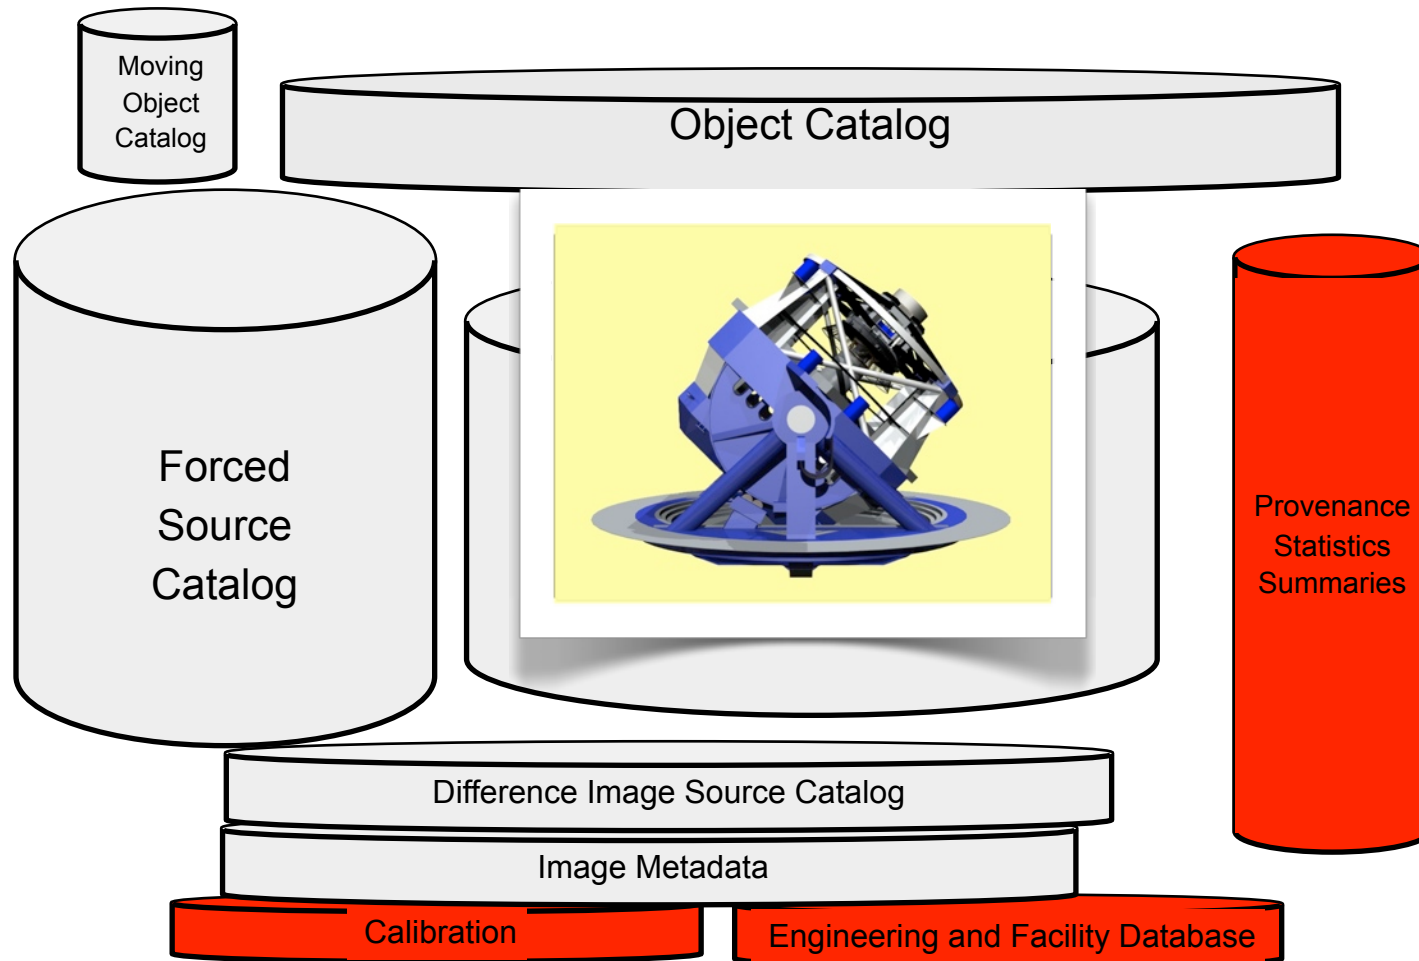 Moving
Object
Catalog
Object Catalog
Forced
Source
Catalog
Provenance
Statistics
Summaries
Difference Image Source Catalog
Image Metadata
Calibration
Engineering and Facility Database